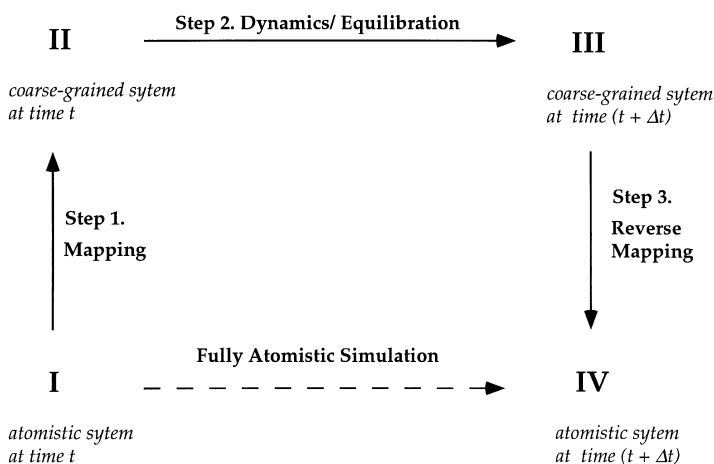 Step 2. Dynamics/ Equilibration
II
III
coarse-grained sytem
at time t
coarse-grained sytem
at time (t + Δt)
Step 1.
Mapping
Step 3.
Reverse
Mapping
Fully Atomistic Simulation
I
IV
atomistic sytem
at time t
atomistic sytem
at time (t + Δt)